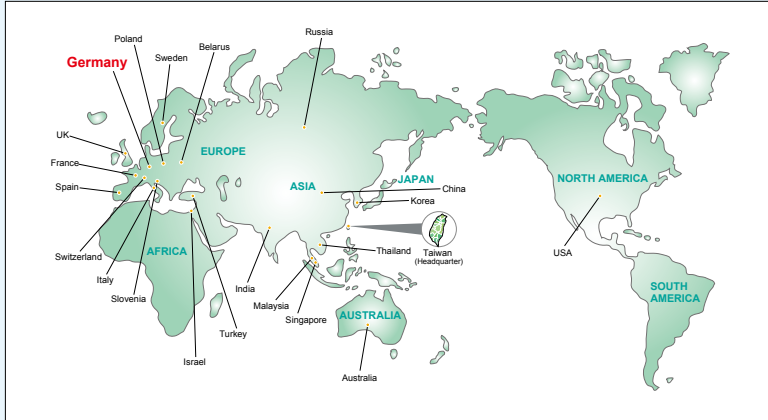 Russia
Poland
Belarus
Sweden
Germany
UK
EUROPE
France
JAPAN
NORTH AMERICA
ASIA
Spain
China
Korea
AFRICA
Taiwan
(Headquarter)
Thailand
USA
Switzerland
Italy
India
SOUTH
AMERICA
Slovenia
Malaysia
Singapore
AUSTRALIA
Turkey
Israel
Australia